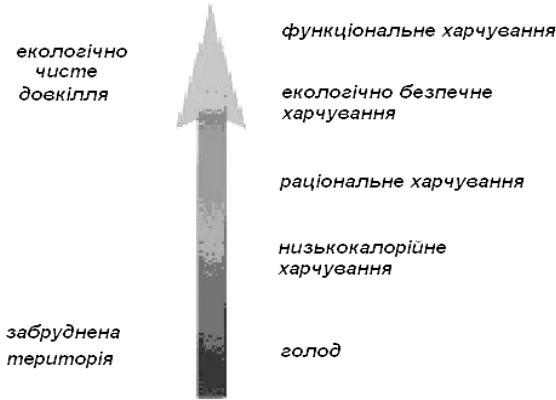 функціональне харчування
екологічно
чисте
довкілля
екологічно безпечне
харчування
раціональне харчування
низькокалорійне
харчування
забруднена
територія
голод